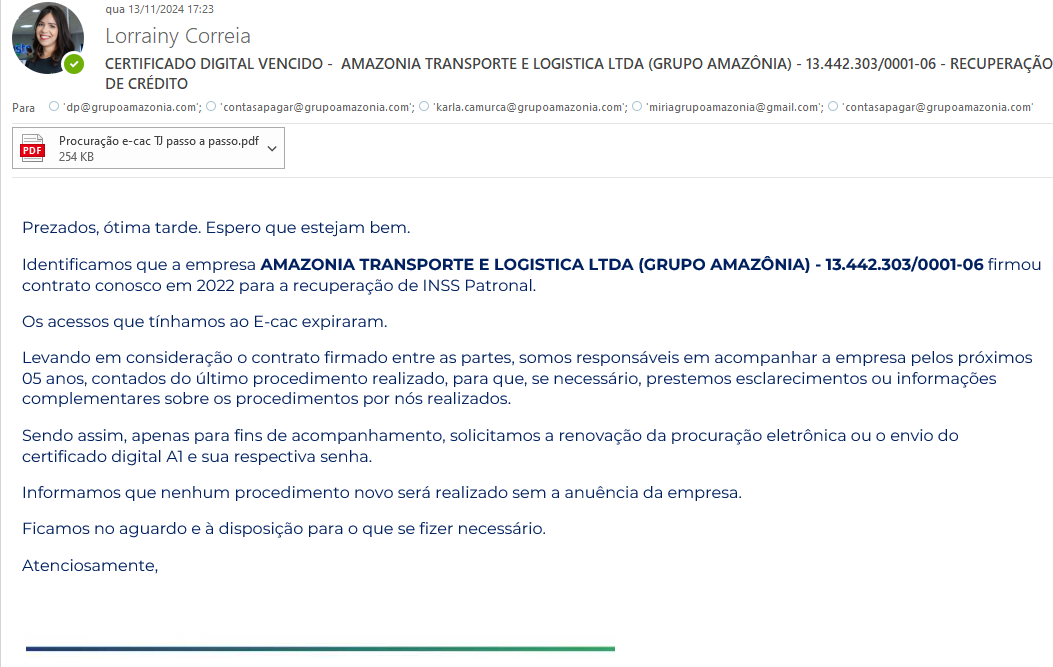 qua 13/11/2024 17:23
Lorrainy Correia
CERTIFICADO DIGITAL VENCIDO - AMAZONIA TRANSPORTE E LOGISTICA LTDA (GRUPO AMAZÔNIA) - 13.442.303/0001-06 - RECUPERAÇÃO
DE CRÉDITO
Para 'dp@grupoamazonia.com'; 'contasapagar@grupoamazonia.com'; 'karla.camurca@grupoamazonia.com'; 'miriagrupoamazonia@gmail.com'; 'contasapagar@grupoamazonia.com'
PDF
Procuração e-cac TJ passo a passo.pdf
254 KB
Prezados, ótima tarde. Espero que estejam bem.
Identificamos que a empresa AMAZONIA TRANSPORTE E LOGISTICA LTDA (GRUPO AMAZÔNIA) - 13.442.303/0001-06 firmou
contrato conosco em 2022 para a recuperação de INSS Patronal.
Os acessos que tínhamos ao E-cac expiraram.
Levando em consideração o contrato firmado entre as partes, somos responsáveis em acompanhar a empresa pelos próximos
05 anos, contados do último procedimento realizado, para que, se necessário, prestemos esclarecimentos ou informações
complementares sobre os procedimentos por nós realizados.
Sendo assim, apenas para fins de acompanhamento, solicitamos a renovação da procuração eletrônica ou o envio do
certificado digital A1 e sua respectiva senha.
Informamos que nenhum procedimento novo será realizado sem a anuência da empresa.
Ficamos no aguardo e à disposição para o que se fizer necessário.
Atenciosamente,